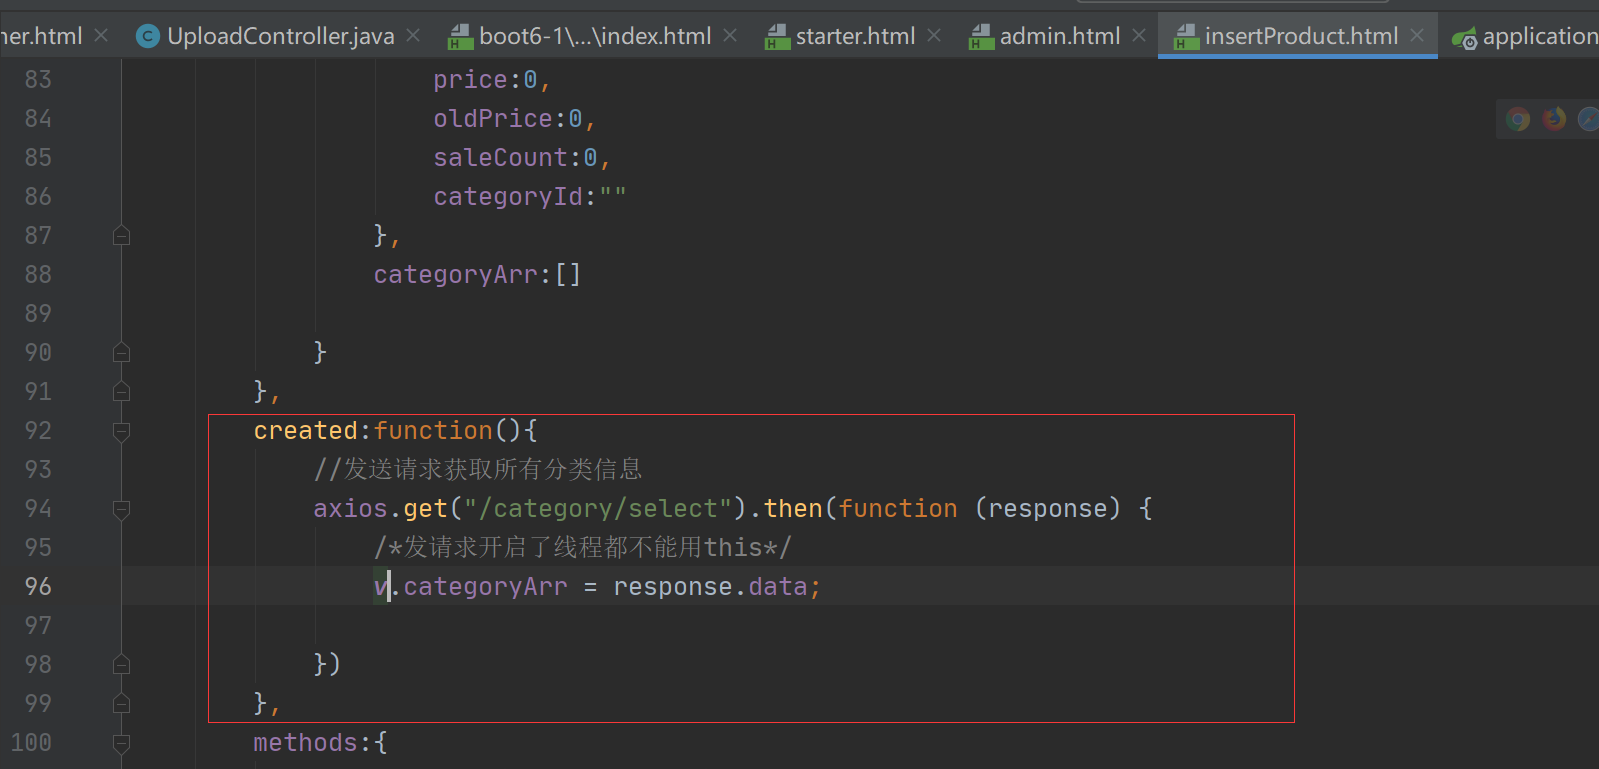 ner.html UploadController.java boot6-1\...\index.html starter.html admin.html insertProduct.html application
83 price:0,
84 oldPrice:0,
85 saleCount:0,
86 categoryId:""
87 },
88 categoryArr:[]
89
90 }
91 },
92 created:function(){
93 //发送请求获取所有分类信息
94 axios.get("/category/select").then(function (response) {
95 /*发请求开启了线程都不能用this*/
96 v.categoryArr = response.data;
97
98 })
99 },
100 methods:{